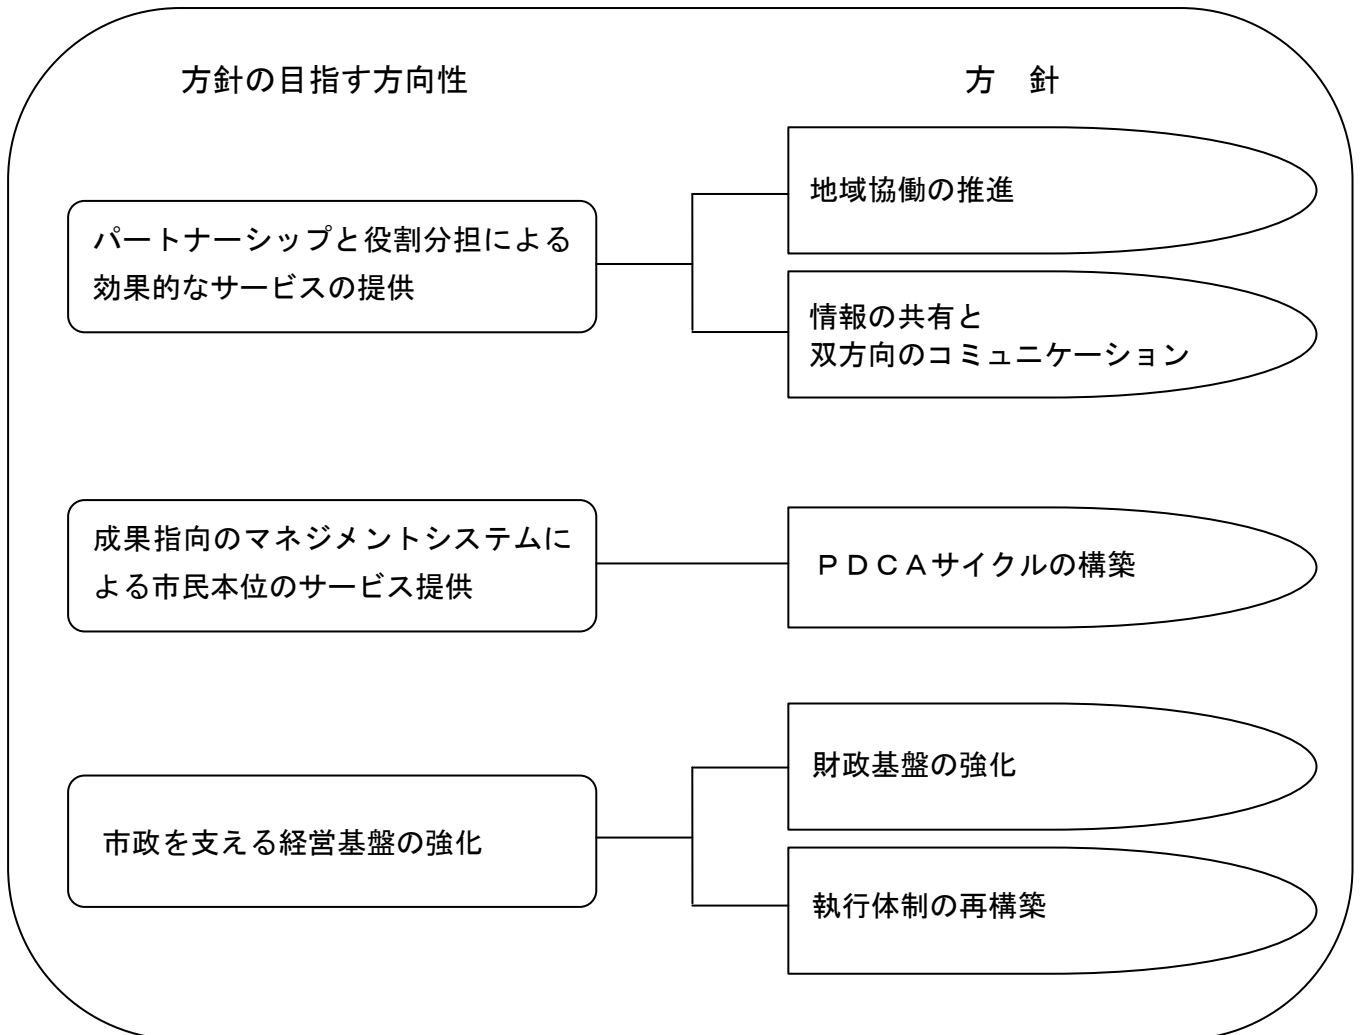 方針の目指す方向性
方　針
パートナーシップと役割分担による
効果的なサービスの提供
地域協働の推進
情報の共有と
双方向のコミュニケーション
成果指向のマネジメントシステムに
よる市民本位のサービス提供
ＰＤＣＡサイクルの構築
市政を支える経営基盤の強化
財政基盤の強化
執行体制の再構築